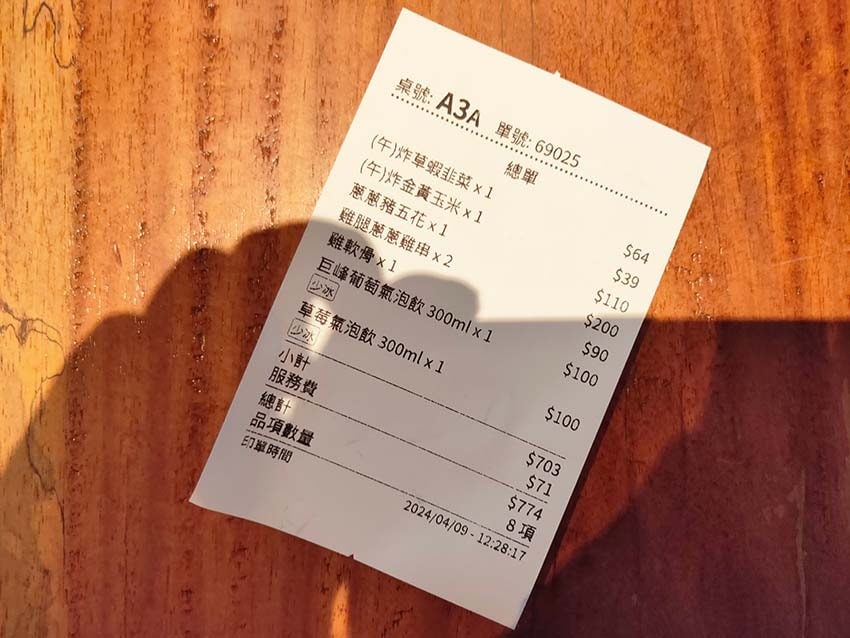 桌號: A3A 單號: 69025
總單
(午)炸草蝦韭菜 x 1 $64
(午)炸金黃玉米 x 1 $39
蔥蔥豬五花 x 1 $110
雞腿蔥蔥雞串 x 2 $200
雞軟骨 x 1 $90
巨峰葡萄氣泡飲 300ml x 1 $100
少冰
草莓氣泡飲 300ml x 1 $100
少冰
小計 $703
服務費 $71
總計 $774
品項數量 8 項
印單時間 2024/04/09 - 12:28:17